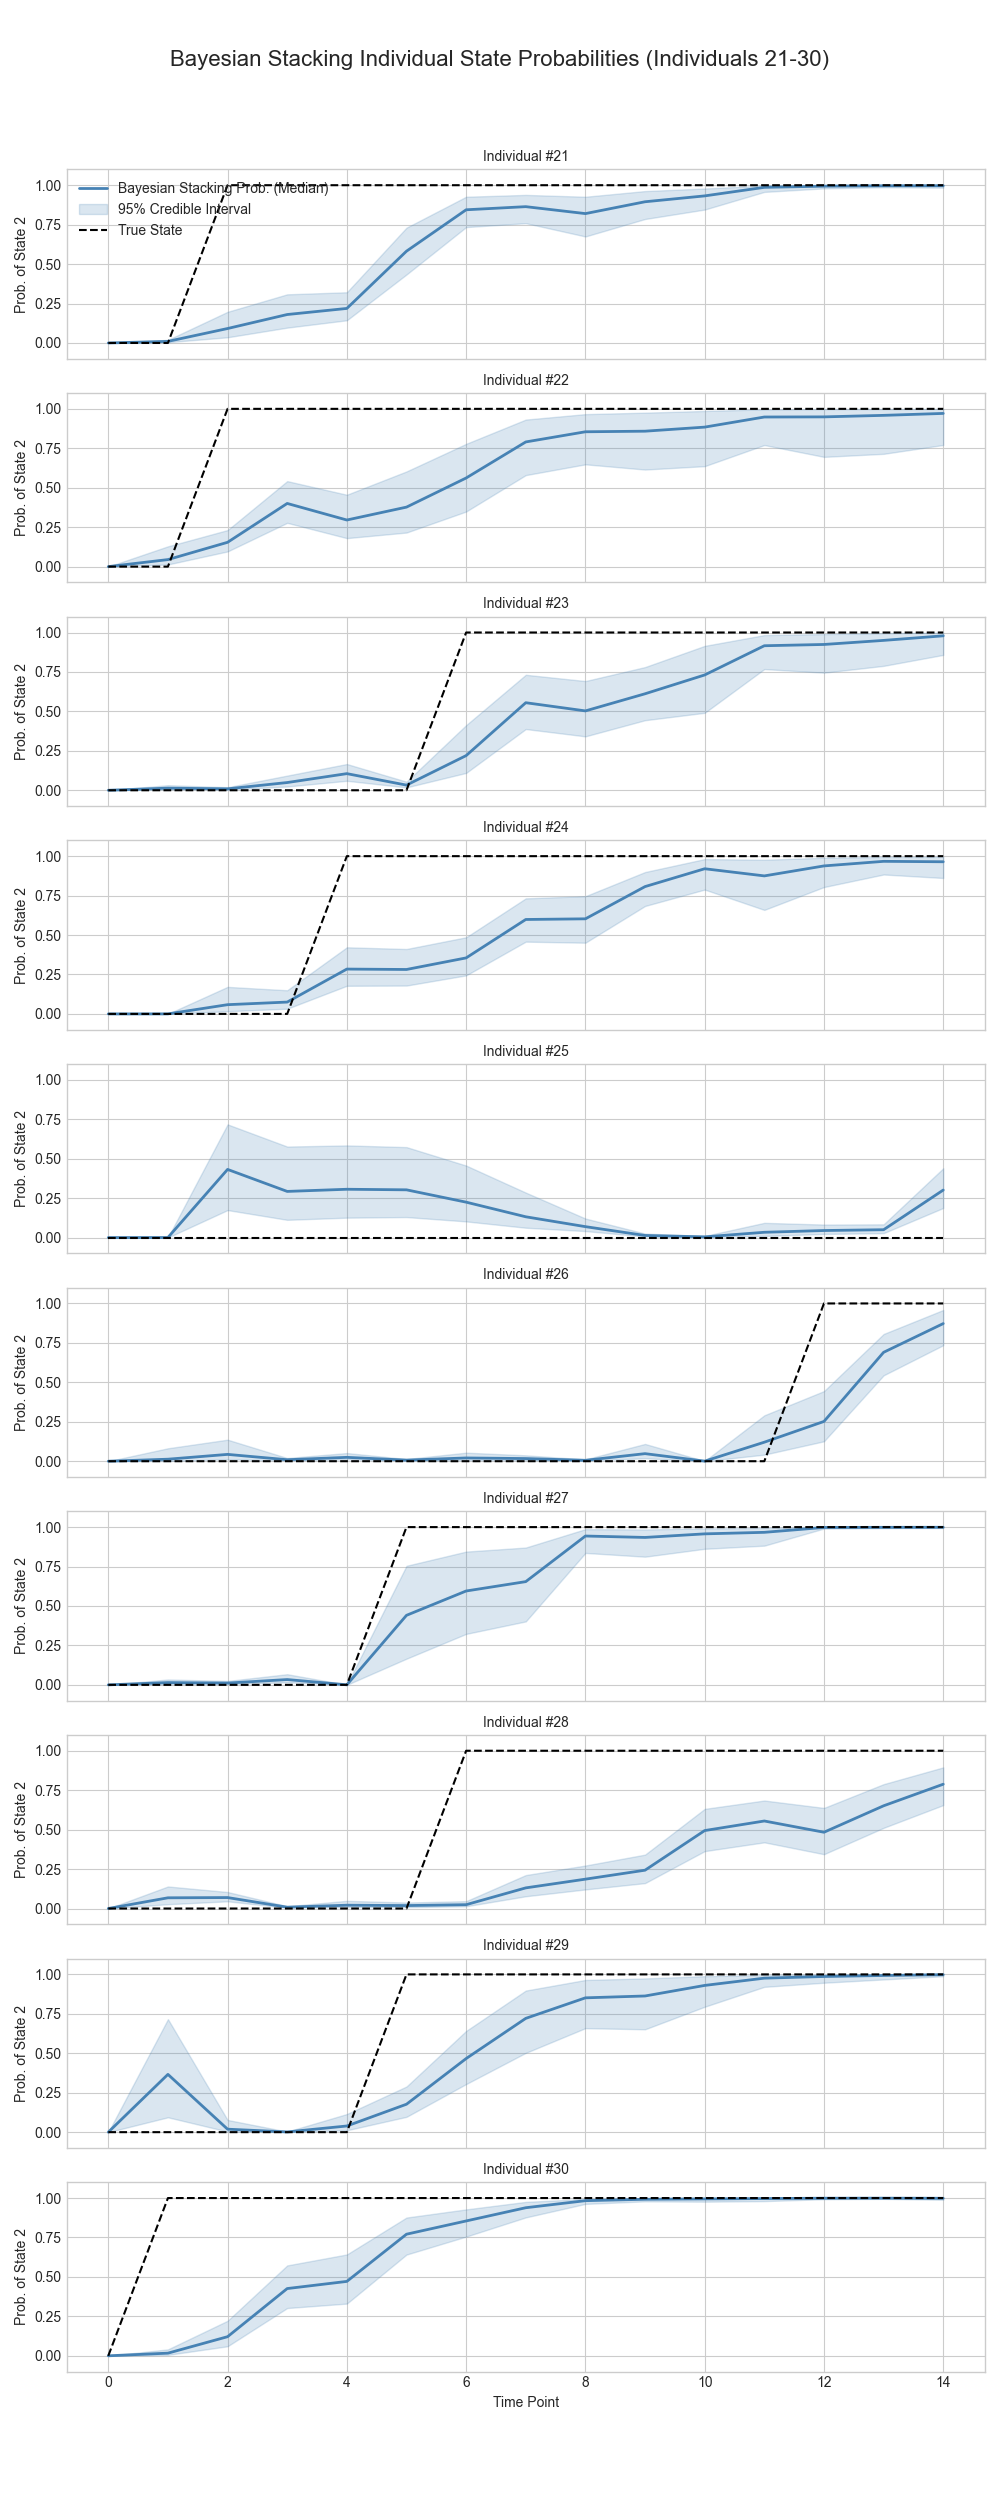 Bayesian Stacking Individual State Probabilities (Individuals 21-30)
Individual #21
Bayesian Stacking Prob. (Median)
95% Credible Interval
True State
Prob. of State 2
1.00
0.75
0.50
0.25
0.00
Individual #22
Prob. of State 2
1.00
0.75
0.50
0.25
0.00
Individual #23
Prob. of State 2
1.00
0.75
0.50
0.25
0.00
Individual #24
Prob. of State 2
1.00
0.75
0.50
0.25
0.00
Individual #25
Prob. of State 2
1.00
0.75
0.50
0.25
0.00
Individual #26
Prob. of State 2
1.00
0.75
0.50
0.25
0.00
Individual #27
Prob. of State 2
1.00
0.75
0.50
0.25
0.00
Individual #28
Prob. of State 2
1.00
0.75
0.50
0.25
0.00
Individual #29
Prob. of State 2
1.00
0.75
0.50
0.25
0.00
Individual #30
Prob. of State 2
1.00
0.75
0.50
0.25
0.00
0 2 4 6 8 10 12 14
Time Point